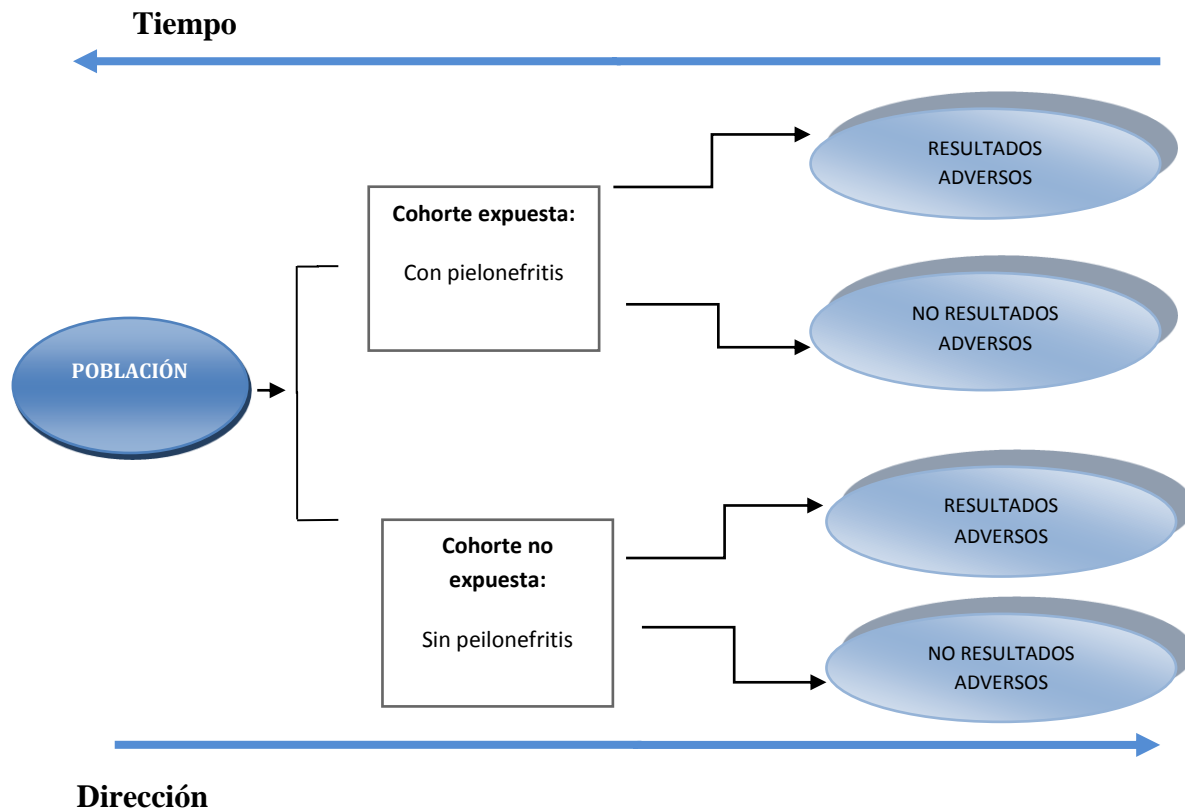 Tiempo
RESULTADOS
ADVERSOS
Cohorte expuesta:
Con pielonefritis
NO RESULTADOS
ADVERSOS
POBLACIÓN
RESULTADOS
ADVERSOS
Cohorte no
expuesta:
Sin peilonefritis
NO RESULTADOS
ADVERSOS
Dirección